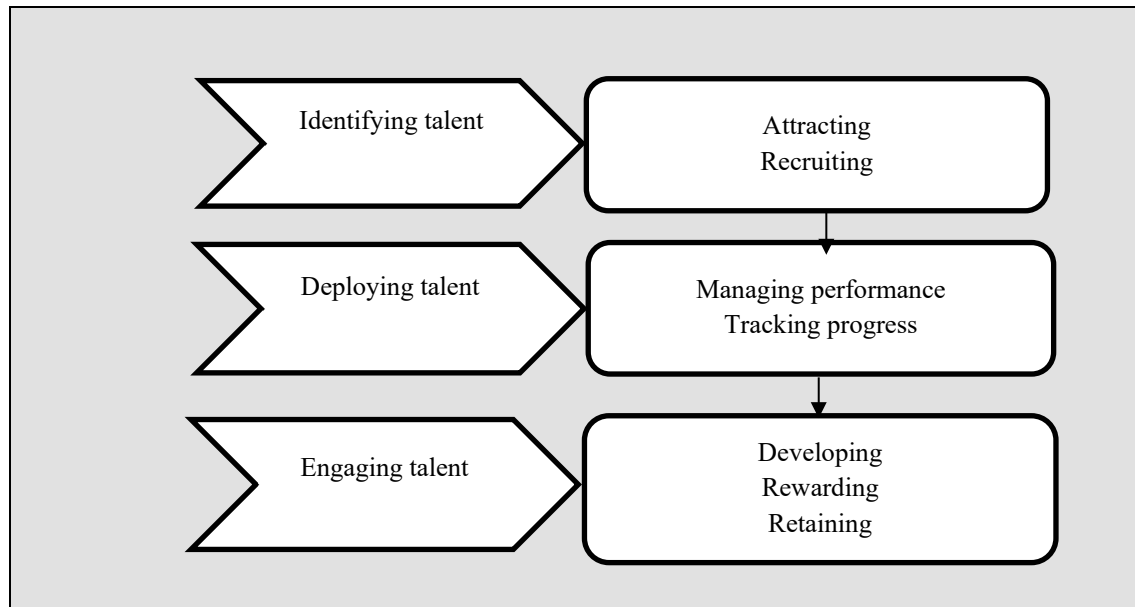 Identifying talent
Attracting
Recruiting
Deploying talent
Managing performance
Tracking progress
Engaging talent
Developing
Rewarding
Retaining